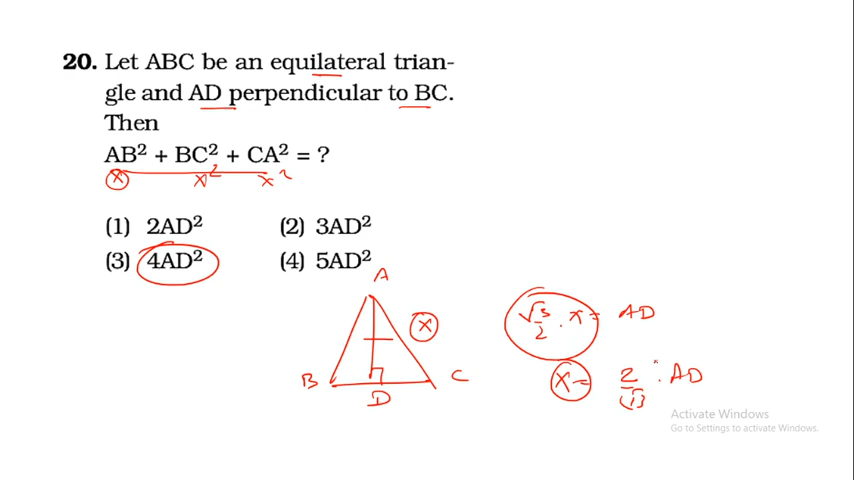 20. Let ABC be an equilateral trian-
gle and AD perpendicular to BC.
Then
AB² + BC² + CA² = ?
x x² x²
(1) 2AD² (2) 3AD²
(3) 4AD² (4) 5AD²
A
x
B C
D
√3/2 . x = AD
x = 2/√3 . AD
Activate Windows
Go to Settings to activate Windows.